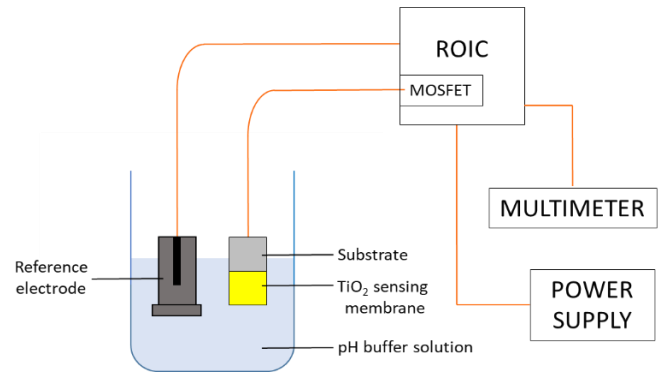 ROIC
MOSFET
MULTIMETER
Substrate
Reference
electrode
TiO₂ sensing
membrane
POWER
SUPPLY
pH buffer solution